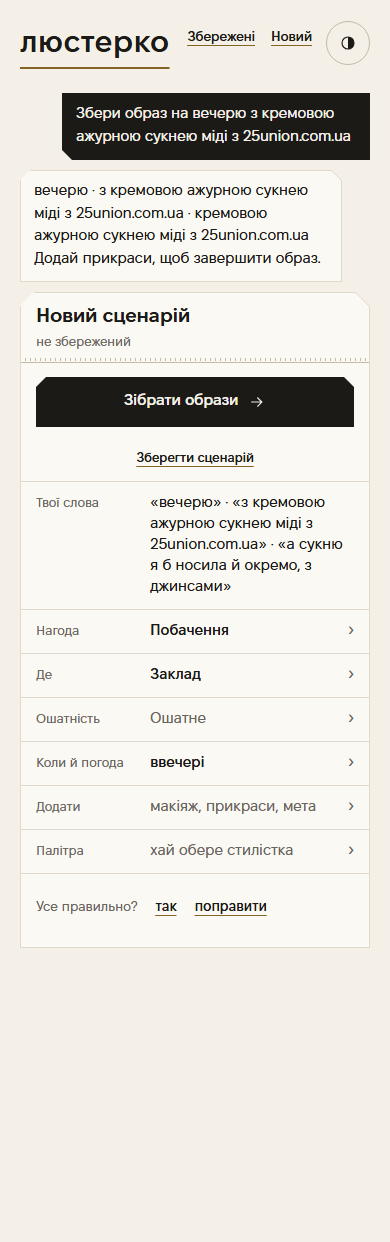 люстерко Збережені Новий
Збери образ на вечерю з кремовою
ажурною сукнею міді з 25union.com.ua
вечерю · з кремовою ажурною сукнею
міді з 25union.com.ua · кремовою
ажурною сукнею міді з 25union.com.ua
Додай прикраси, щоб завершити образ.
Новий сценарій
не збережений
Зібрати образи →
Зберегти сценарій
Твої слова «вечерю» · «з кремовою
ажурною сукнею міді з
25union.com.ua» · «а сукню
я б носила й окремо, з
джинсами»
Нагода Побачення ›
Де Заклад ›
Ошатність Ошатне ›
Коли й погода ввечері ›
Додати макіяж, прикраси, мета ›
Палітра хай обере стилістка ›
Усе правильно? так поправити